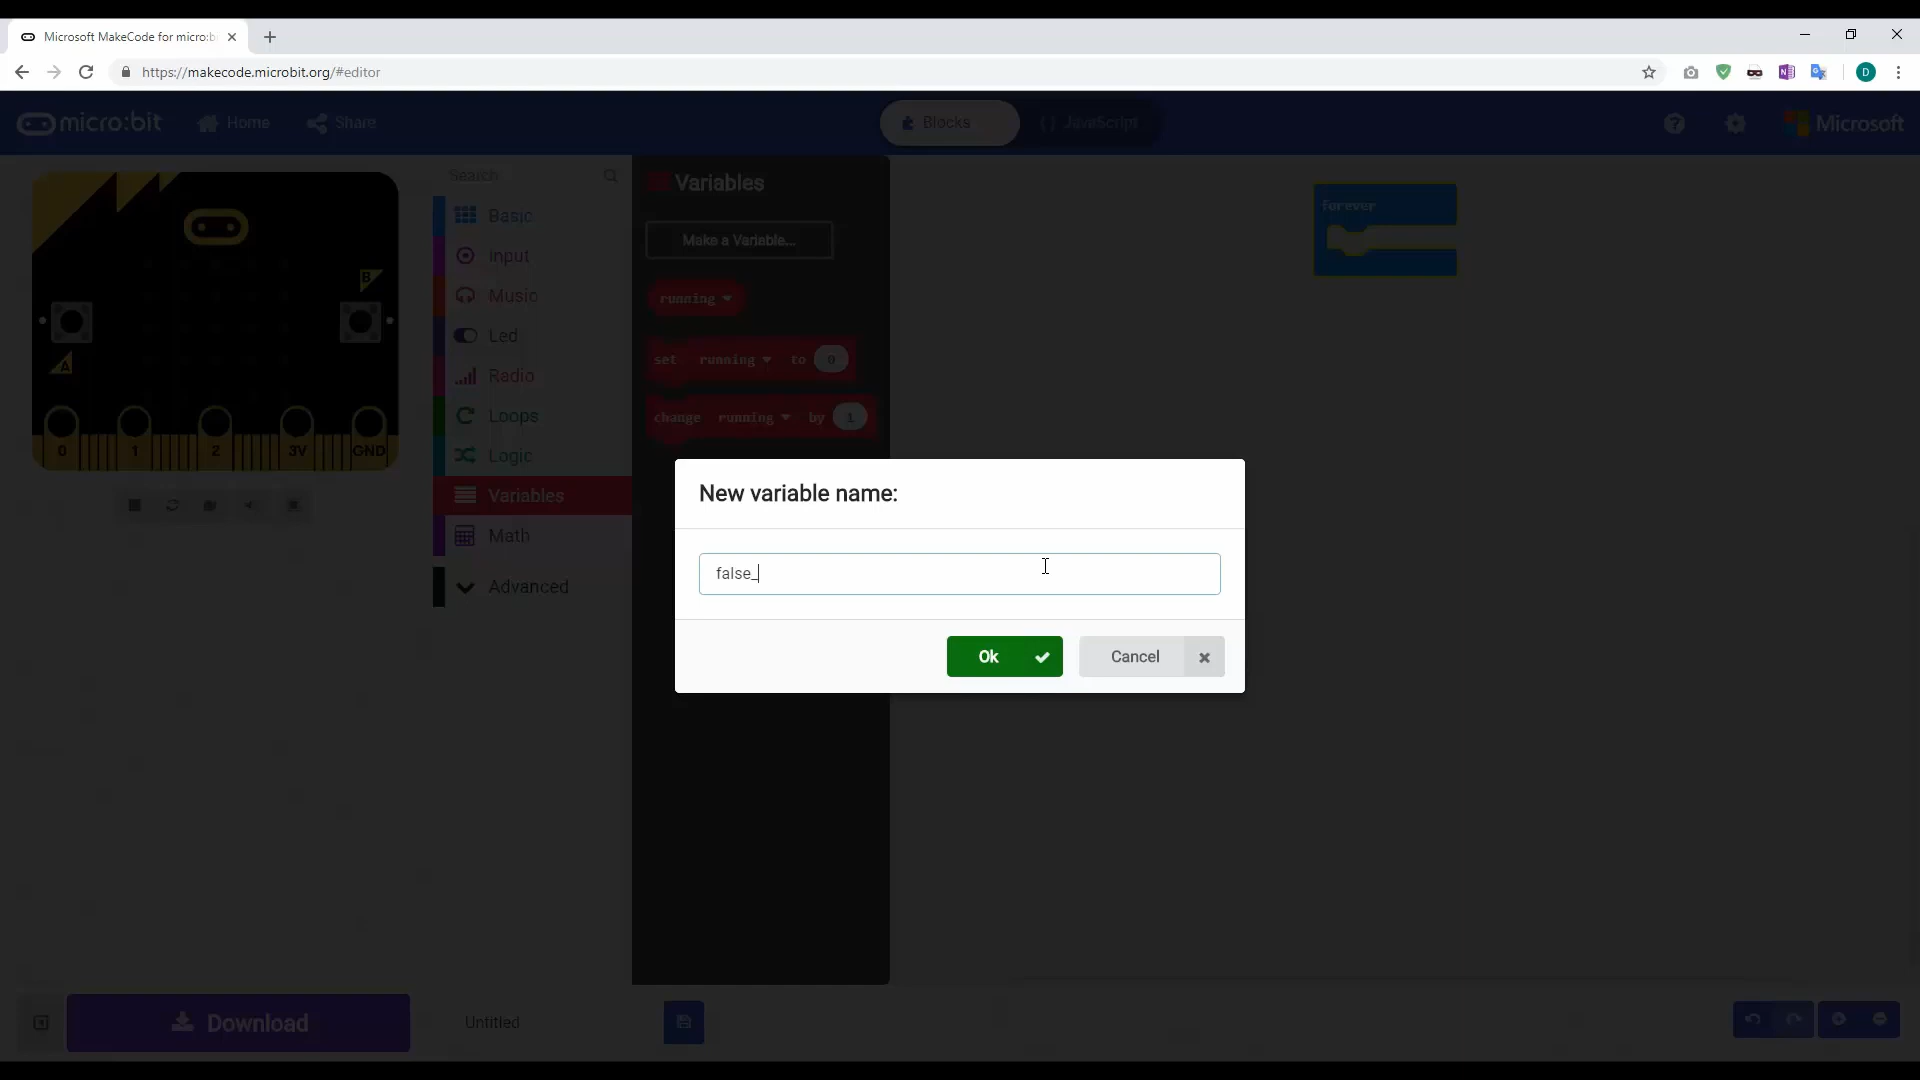 Microsoft MakeCode for micro:b
https://makecode.microbit.org/#editor
D
micro:bit
Home
Share
Blocks
{ } JavaScript
Microsoft
Search
Basic
Input
Music
Led
Radio
Loops
Logic
Variables
Math
Advanced
B
A
0 1 2 3V GND
Variables
Make a Variable...
running
set running to 0
change running by 1
forever
New variable name:
false_
Ok
Cancel
Download
Untitled